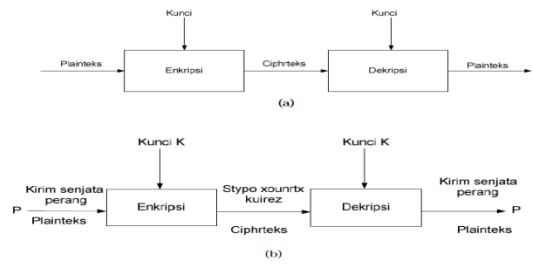 Kunci Kunci
Plainteks Enkripsi Ciphrteks Dekripsi Plainteks
(a)
Kunci K Kunci K
Kirim senjata perang Stypo xounrtx kuirez Kirim senjata perang
P Plainteks Enkripsi Ciphrteks Dekripsi Plainteks P
(b)